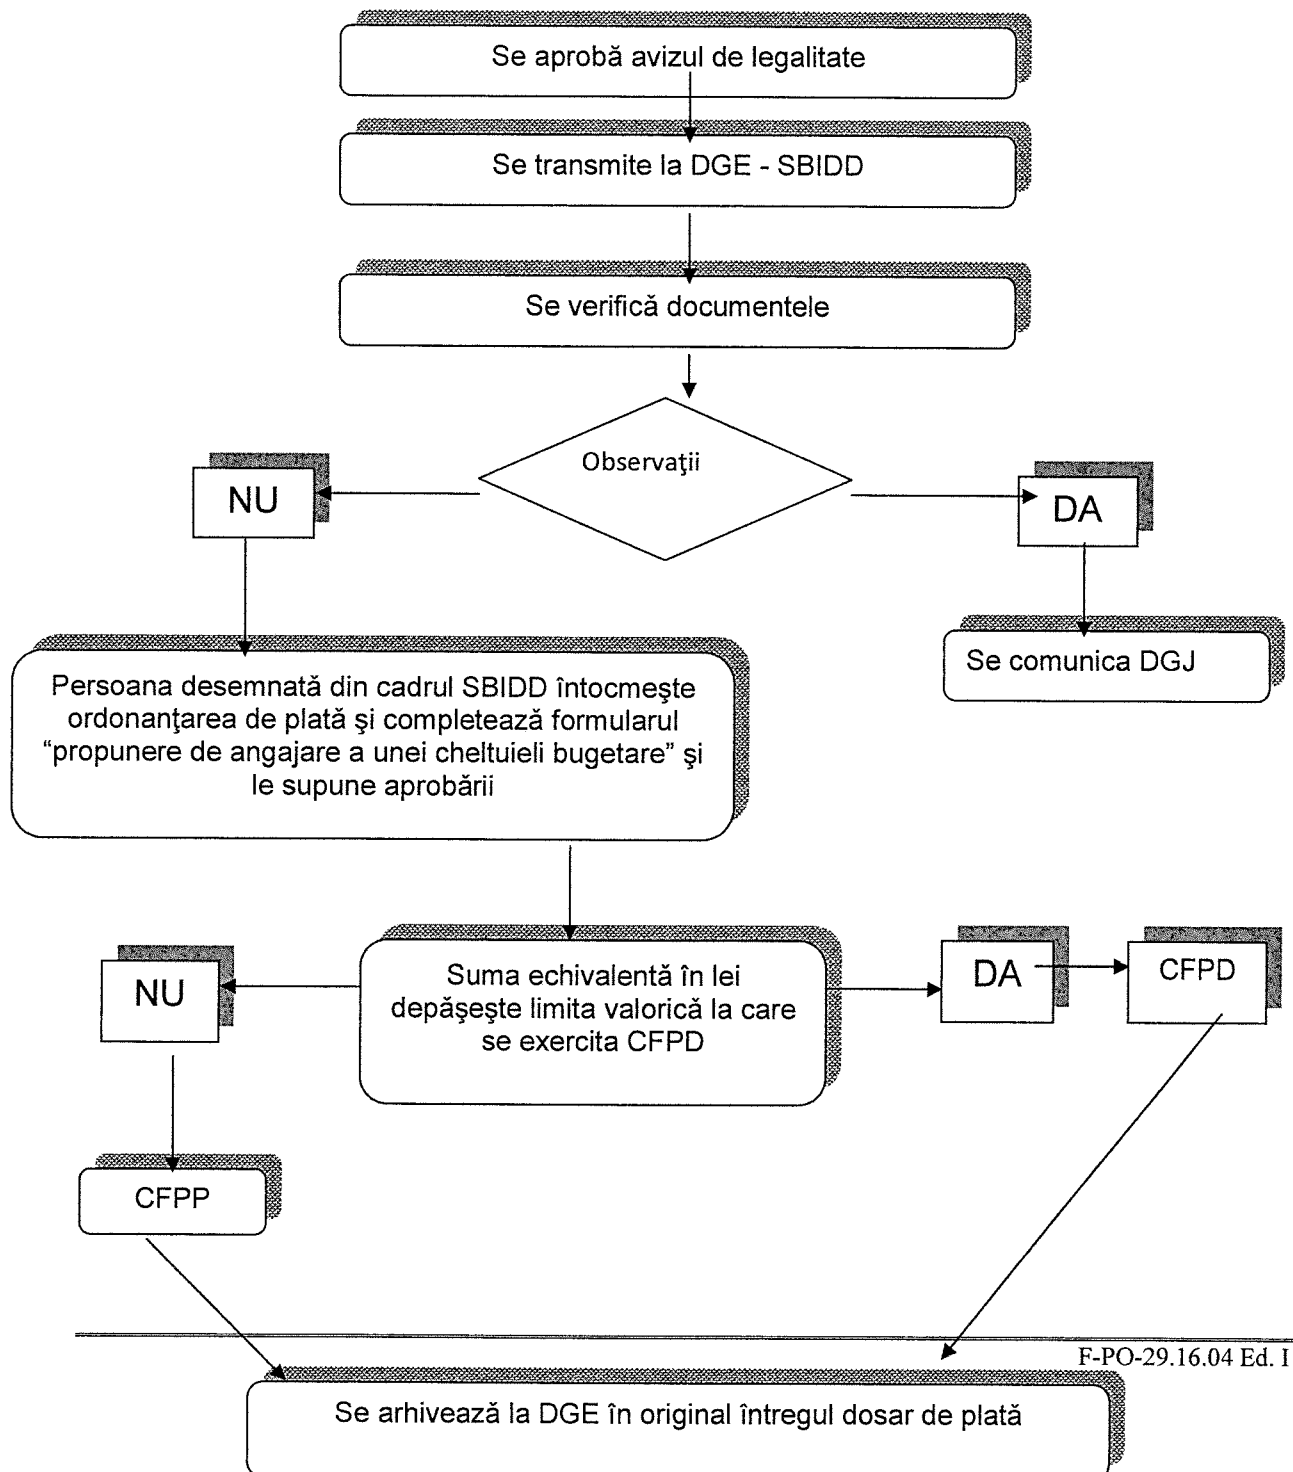 Se aprobă avizul de legalitate
Se transmite la DGE - SBIDD
Se verifică documentele
Observaţii
NU
DA
Se comunica DGJ
Persoana desemnată din cadrul SBIDD întocmeşte
ordonanţarea de plată şi completează formularul
“propunere de angajare a unei cheltuieli bugetare” şi
le supune aprobării
NU
Suma echivalentă în lei
depăşeşte limita valorică la care
se exercita CFPD
DA
CFPD
CFPP
F-PO-29.16.04 Ed. I
Se arhivează la DGE în original întregul dosar de plată